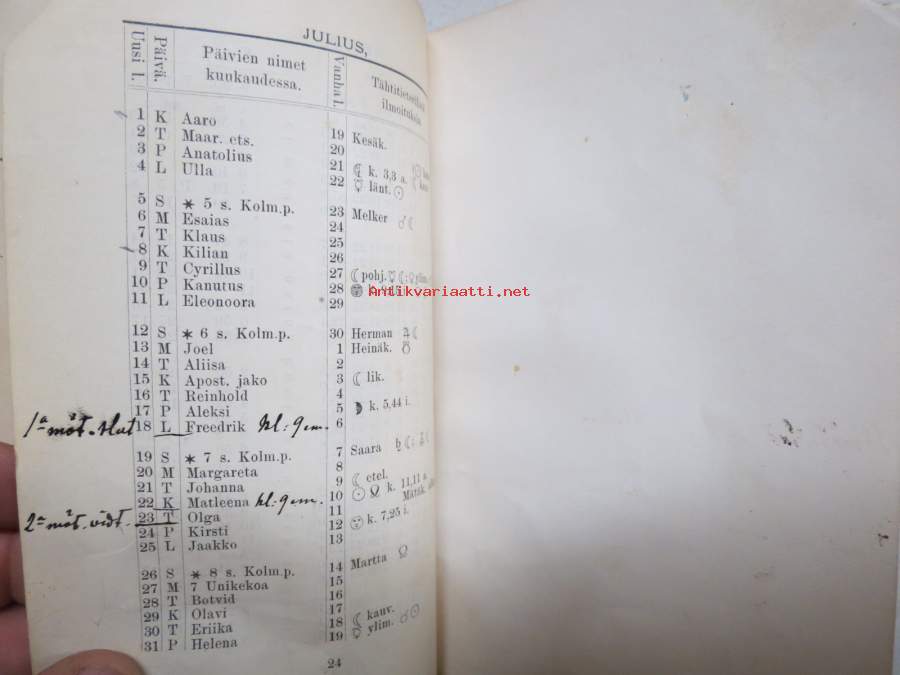 JULIUS,
Uusi l. Päivä. Päivien nimet kuukaudessa. Vanha l. ilmoituksia.
1 K Aaro 19 Kesäk.
2 T Maar. ets. 20
3 P Anatolius 21 ☾ k. 3,3 a.
4 L Ulla 22 ☿ länt. ☉
5 S * 5 s. Kolm.p. 23 Melker ☌ ☾
6 M Esaias 24
7 T Klaus 25
8 K Kilian 26
9 T Cyrillus 27 ☾ pohj.
10 P Kanutus 28
11 L Eleonoora 29
antikvariaatti.net
12 S * 6 s. Kolm.p. 30 Herman ♃ ☾
13 M Joel 1 Heinäk.
14 T Aliisa 2
15 K Apost. jako 3 ☾ lik.
16 T Reinhold 4
17 P Aleksi 5 k. 5,44 i.
1a möt. slut 18 L Freedrik kl: 9 em. 6
19 S * 7 s. Kolm.p. 7 Saara
20 M Margareta 8
21 T Johanna 9 ☾ etel.
22 K Matleena kl: 9 em. 10 k. 11,11 a
2a möt. vidt. 23 T Olga 11
24 P Kirsti 12 k. 7,25 i.
25 L Jaakko 13
26 S * 8 s. Kolm.p. 14 Martta
27 M 7 Unikekoa 15
28 T Botvid 16
29 K Olavi 17
30 T Eriika 18 ☾ kauv. ☌ ☉
31 P Helena 19 ☿ ylim.
24